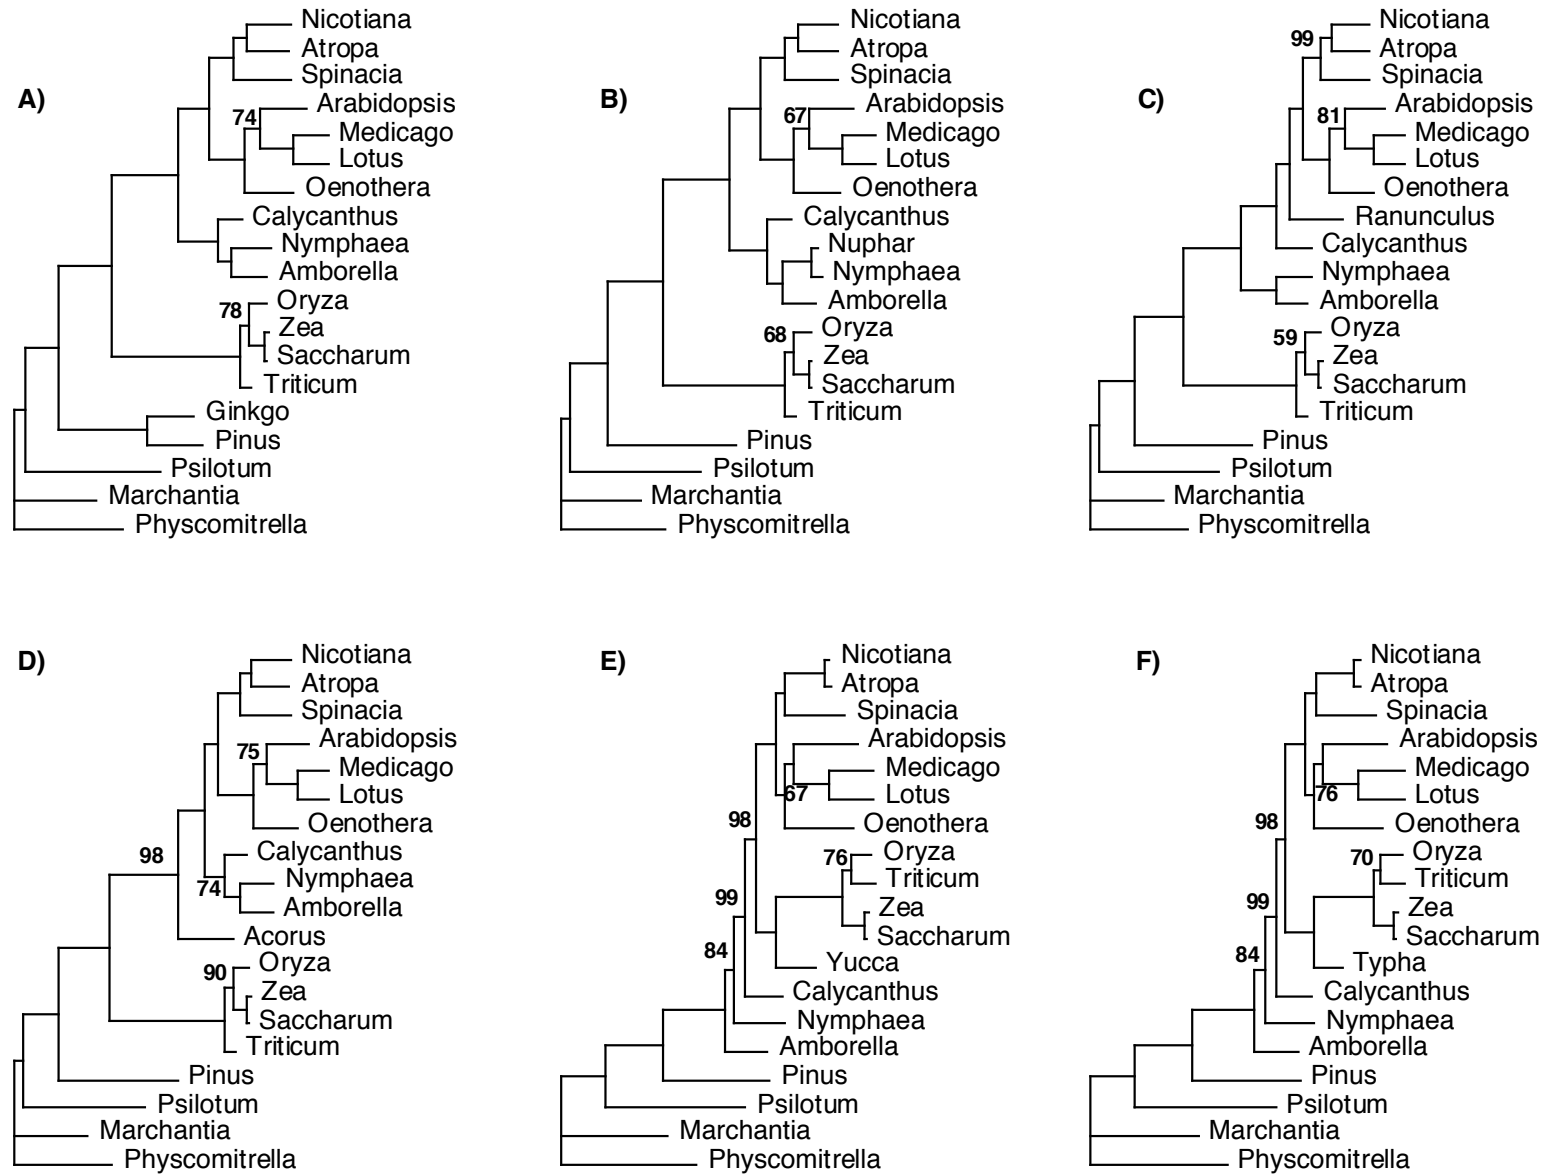 A)
Nicotiana
Atropa
Spinacia
Arabidopsis
74
Medicago
Lotus
Oenothera
Calycanthus
Nymphaea
Amborella
78
Oryza
Zea
Saccharum
Triticum
Ginkgo
Pinus
Psilotum
Marchantia
Physcomitrella
B)
Nicotiana
Atropa
Spinacia
Arabidopsis
67
Medicago
Lotus
Oenothera
Calycanthus
Nuphar
Nymphaea
Amborella
68
Oryza
Zea
Saccharum
Triticum
Pinus
Psilotum
Marchantia
Physcomitrella
C)
Nicotiana
99
Atropa
Spinacia
Arabidopsis
81
Medicago
Lotus
Oenothera
Ranunculus
Calycanthus
Nymphaea
Amborella
Oryza
59
Zea
Saccharum
Triticum
Pinus
Psilotum
Marchantia
Physcomitrella
D)
Nicotiana
Atropa
Spinacia
Arabidopsis
75
Medicago
Lotus
Oenothera
98
Calycanthus
Nymphaea
74
Amborella
Acorus
Oryza
90
Zea
Saccharum
Triticum
Pinus
Psilotum
Marchantia
Physcomitrella
E)
Nicotiana
Atropa
Spinacia
Arabidopsis
Medicago
67
Lotus
98
Oenothera
76
Oryza
Triticum
99
Zea
Saccharum
84
Yucca
Calycanthus
Nymphaea
Amborella
Pinus
Psilotum
Marchantia
Physcomitrella
F)
Nicotiana
Atropa
Spinacia
Arabidopsis
Medicago
76
Lotus
98
Oenothera
70
Oryza
Triticum
99
Zea
Saccharum
84
Typha
Calycanthus
Nymphaea
Amborella
Pinus
Psilotum
Marchantia
Physcomitrella